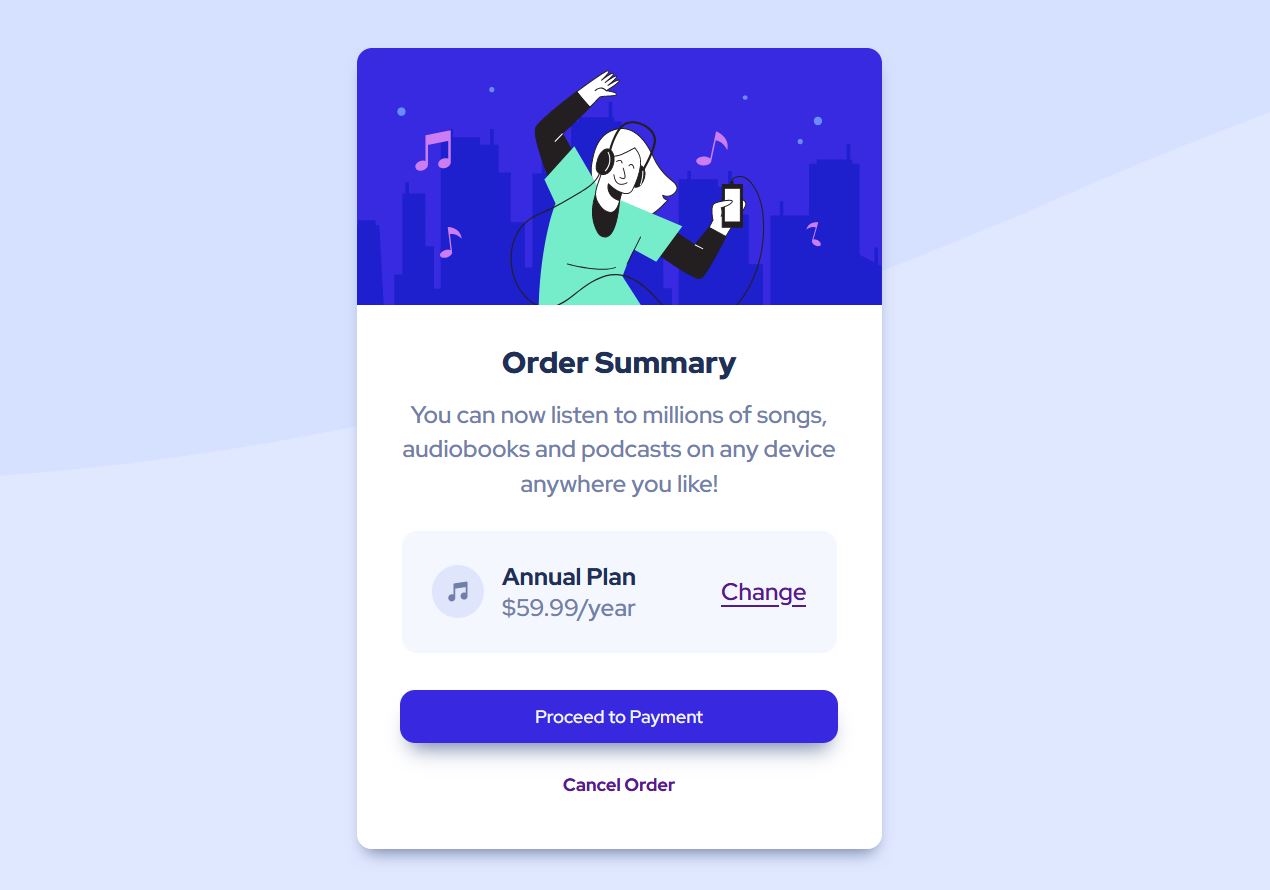 Order Summary
You can now listen to millions of songs,
audiobooks and podcasts on any device
anywhere you like!
Annual Plan
$59.99/year
Change
Proceed to Payment
Cancel Order